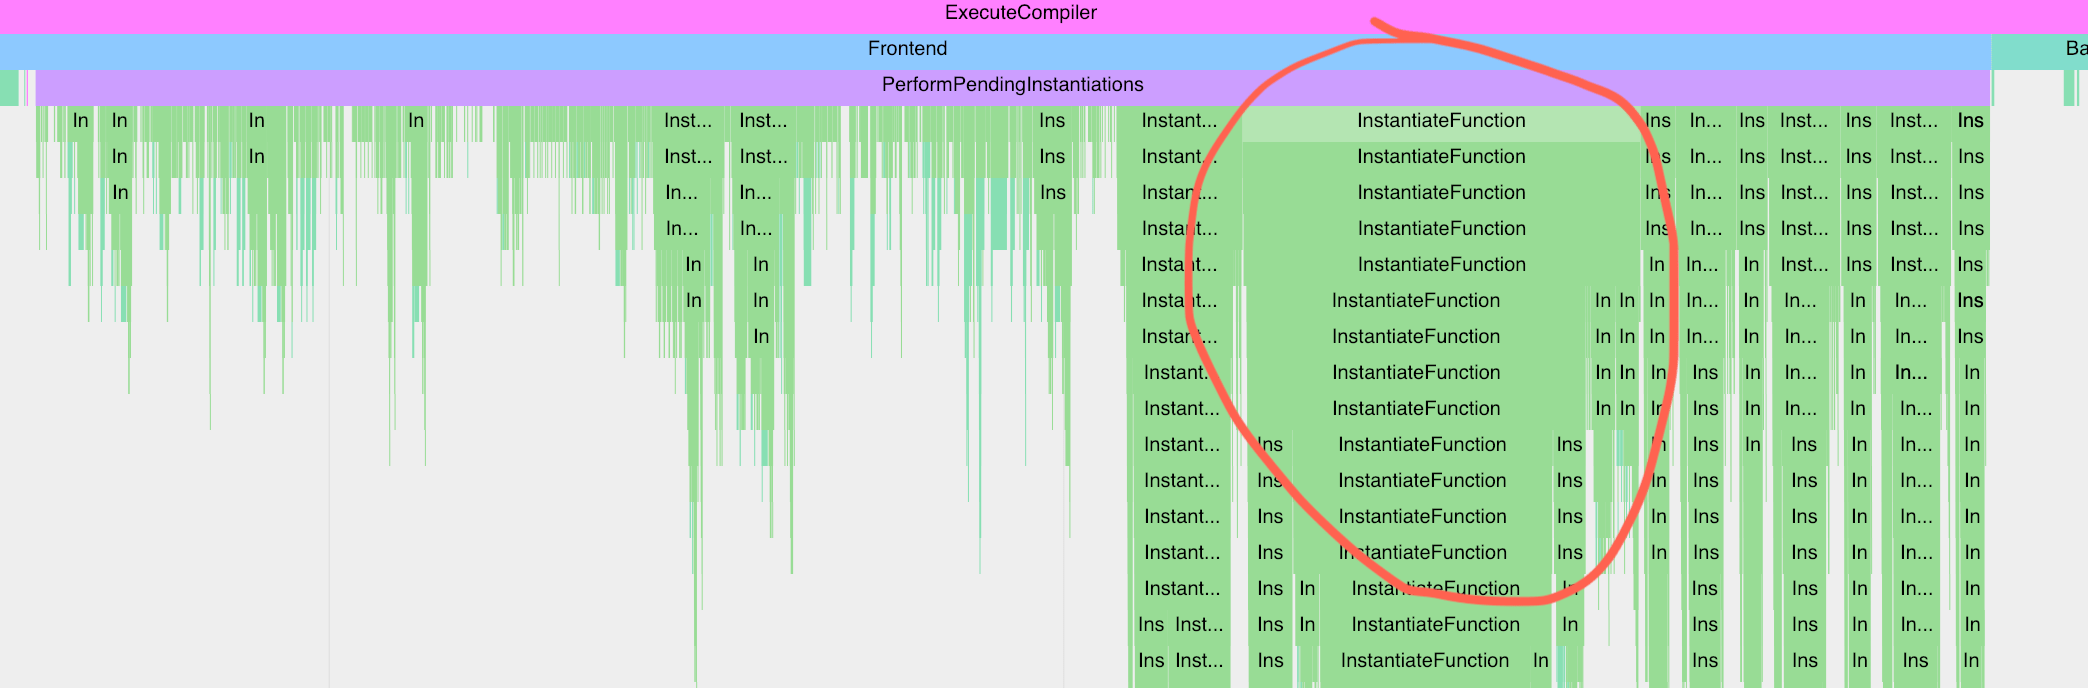 ExecuteCompiler
Frontend Ba
PerformPendingInstantiations
In In In In Inst... Inst... Ins Instant... InstantiateFunction Ins In... Ins Inst... Ins Inst... Ins
In In Inst... Inst... Ins Instant... InstantiateFunction Ins In... Ins Inst... Ins Inst... Ins
In In... In... Ins Instant... InstantiateFunction Ins In... Ins Inst... Ins Inst... Ins
In... In... Instant... InstantiateFunction Ins In... Ins Inst... Ins Inst... Ins
In In Instant... InstantiateFunction In In... In Inst... Ins Inst... Ins
In In Instant... InstantiateFunction In In In In... In In... In In... Ins
In Instant... InstantiateFunction In In In In... In In... In In... Ins
Instant... InstantiateFunction In In In Ins In In... In In... In
Instant... InstantiateFunction In In In Ins In In... In In... In
Instant... Ins InstantiateFunction Ins In Ins In Ins In In... In
Instant... Ins InstantiateFunction Ins In Ins Ins In In... In
Instant... Ins InstantiateFunction Ins In Ins Ins In In... In
Instant... Ins InstantiateFunction Ins In Ins Ins In In... In
Instant... Ins In InstantiateFunction In Ins Ins In In... In
Ins Inst... Ins In InstantiateFunction In Ins Ins In In... In
Ins Inst... Ins InstantiateFunction In Ins Ins In Ins In